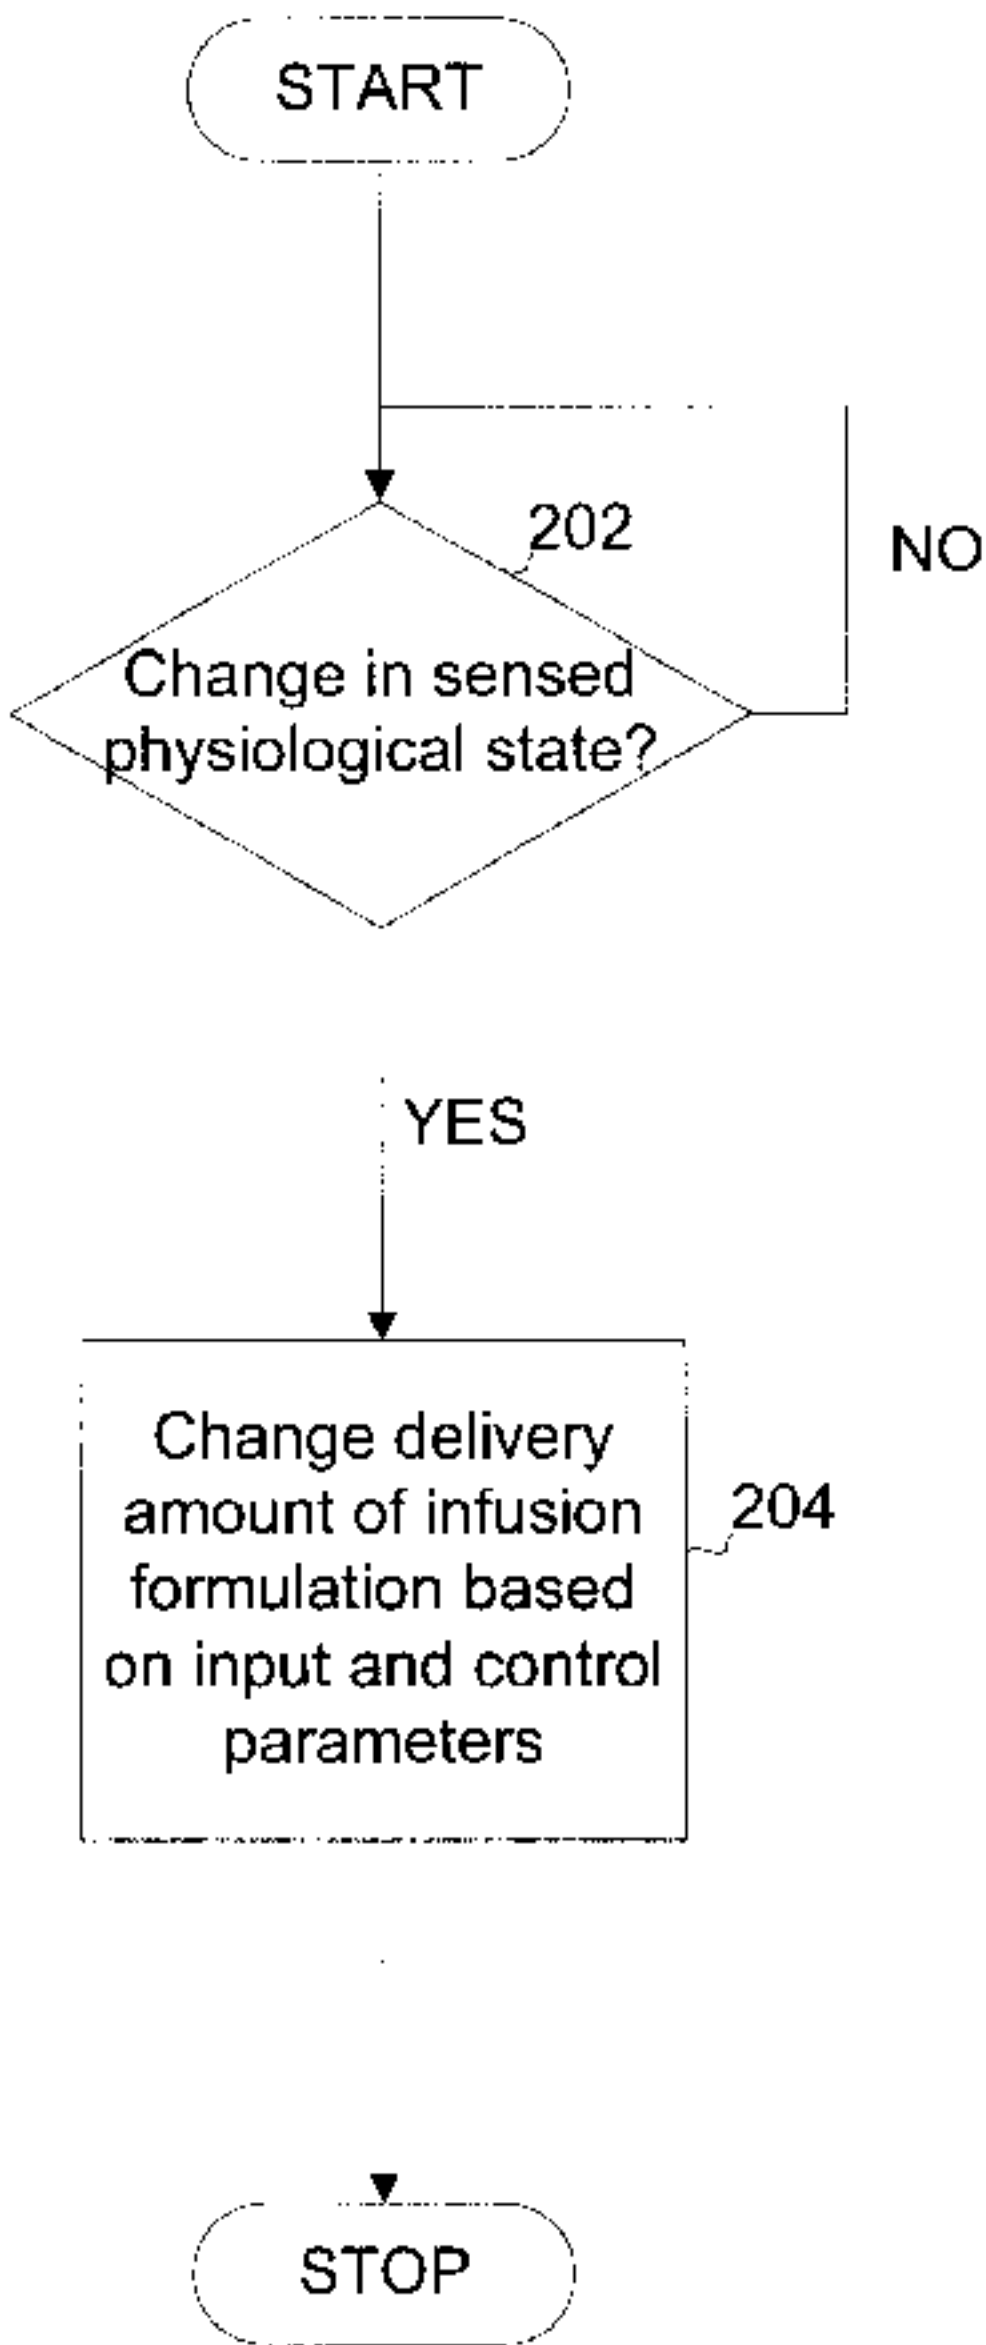 START
202
NO
Change in sensed
physiological state?
YES
Change delivery
amount of infusion
formulation based
on input and control
parameters
204
STOP